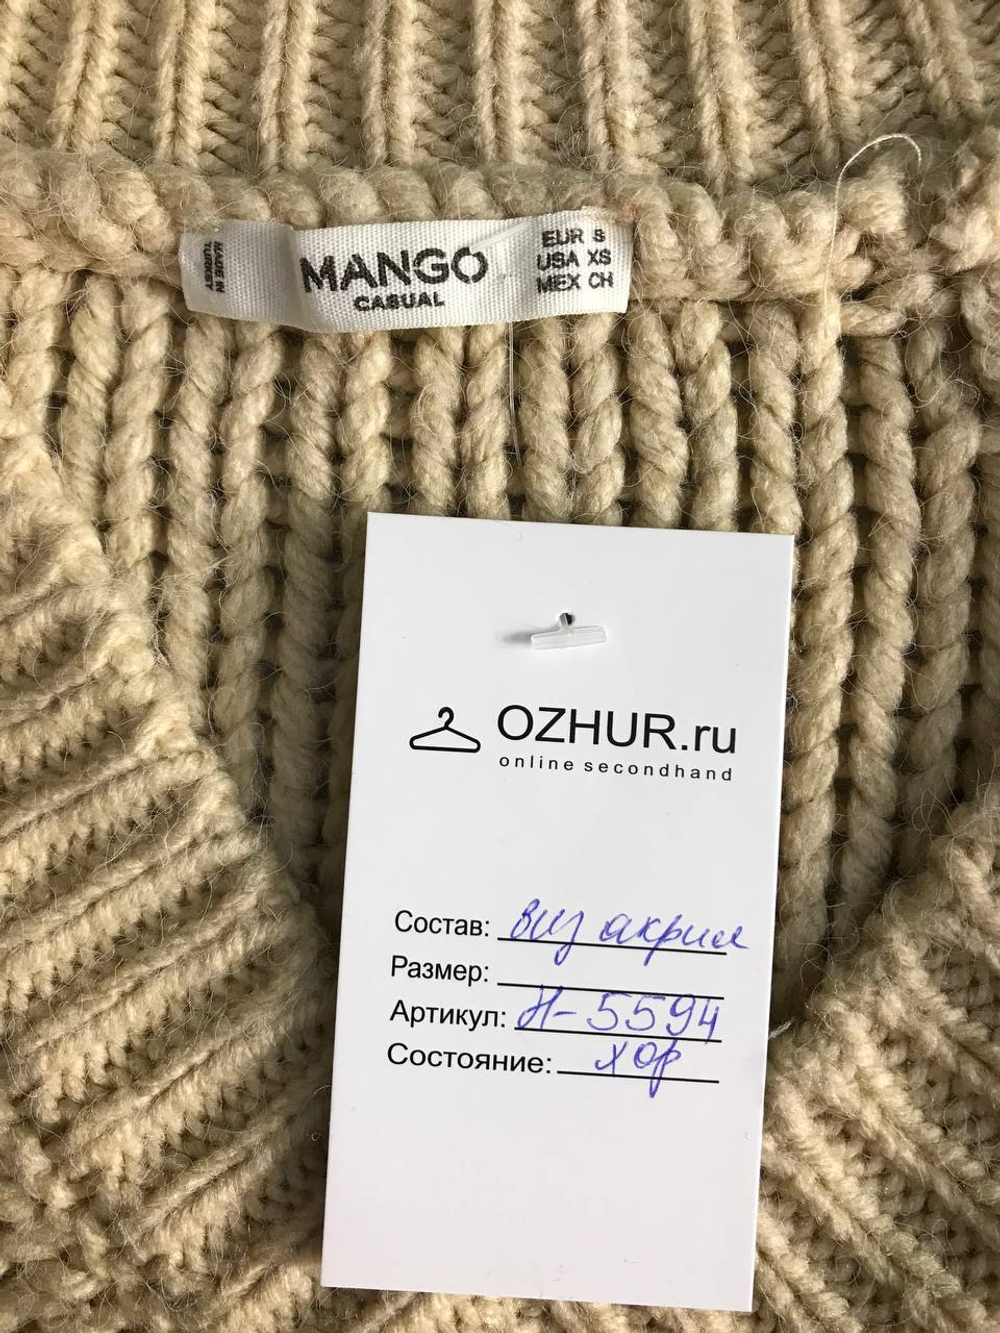 MADE IN
TURKEY
MANGO
CASUAL
EUR S
USA XS
MEX CH
OZHUR.ru
online secondhand
Состав: виз акрил
Размер:
Артикул: Н-5594
Состояние: хор